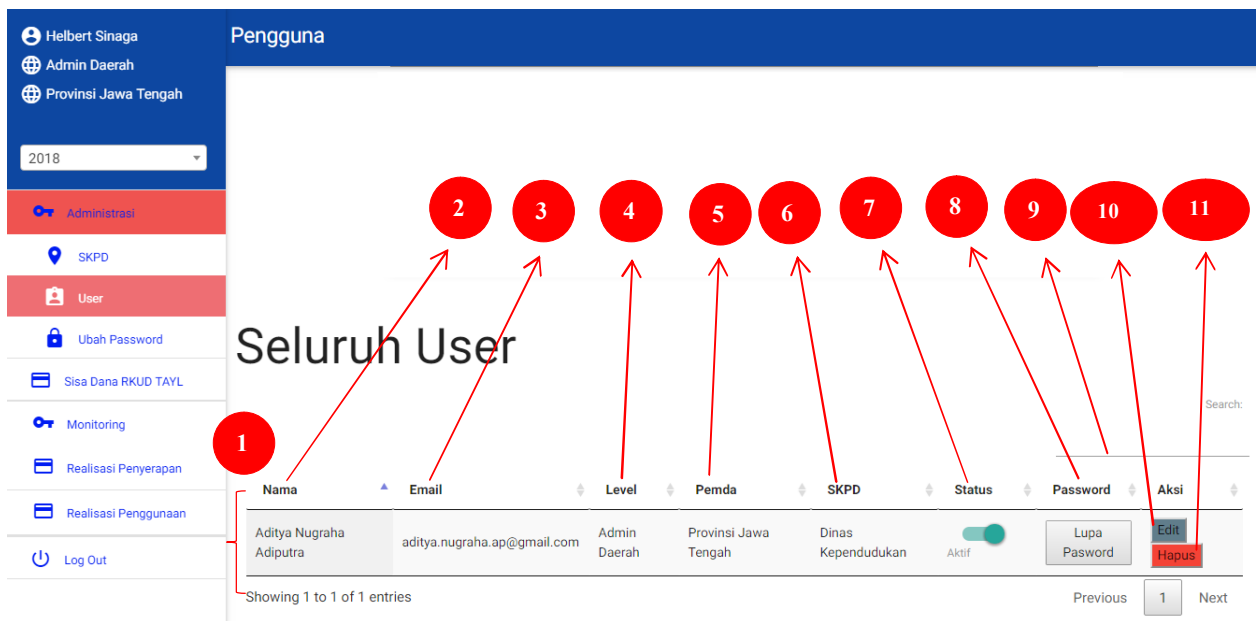 Helbert Sinaga
Admin Daerah
Provinsi Jawa Tengah
2018
Administrasi
SKPD
User
Ubah Password
Sisa Dana RKUD TAYL
Monitoring
Realisasi Penyerapan
Realisasi Penggunaan
Log Out
Pengguna
2 3 4 5 6 7 8 9 10 11
Seluruh User
Search:
1
Nama Email Level Pemda SKPD Status Password Aksi
Aditya Nugraha Adiputra
aditya.nugraha.ap@gmail.com
Admin Daerah
Provinsi Jawa Tengah
Dinas Kependudukan
Aktif
Lupa Pasword
Edit
Hapus
Showing 1 to 1 of 1 entries
Previous 1 Next